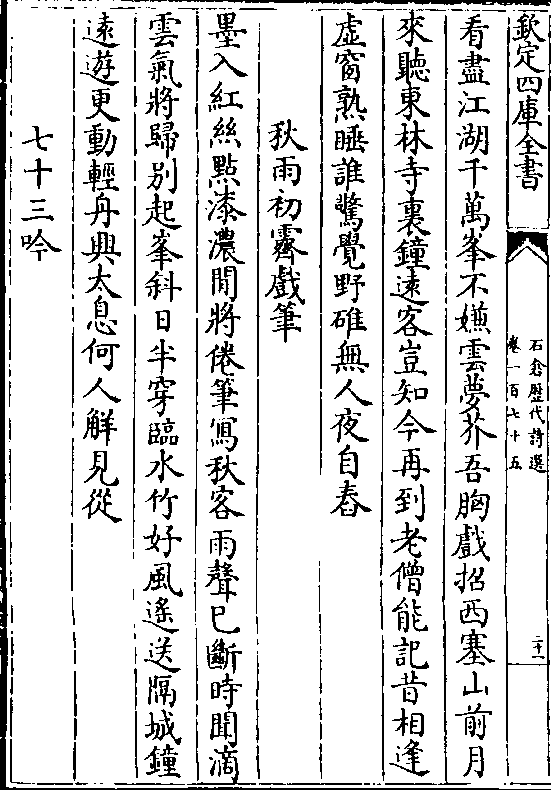 欽定四庫全書
石倉歷代詩選
卷一百七十五
二十一
看盡江湖千萬峯不嫌雲夢芥吾胸戲招西塞山前月
來聽東林寺裏鐘遠客豈知今再到老僧能記昔相逢
虛窗熟睡誰驚覺野碓無人夜自舂
秋雨初霽戲筆
墨入紅絲點漆濃閒將倦筆寫秋容雨聲已斷時聞滴
雲氣將歸別起峯斜日半穿臨水竹好風遙送隔城鐘
遠遊更動輕舟興太息何人解見從
七十三吟